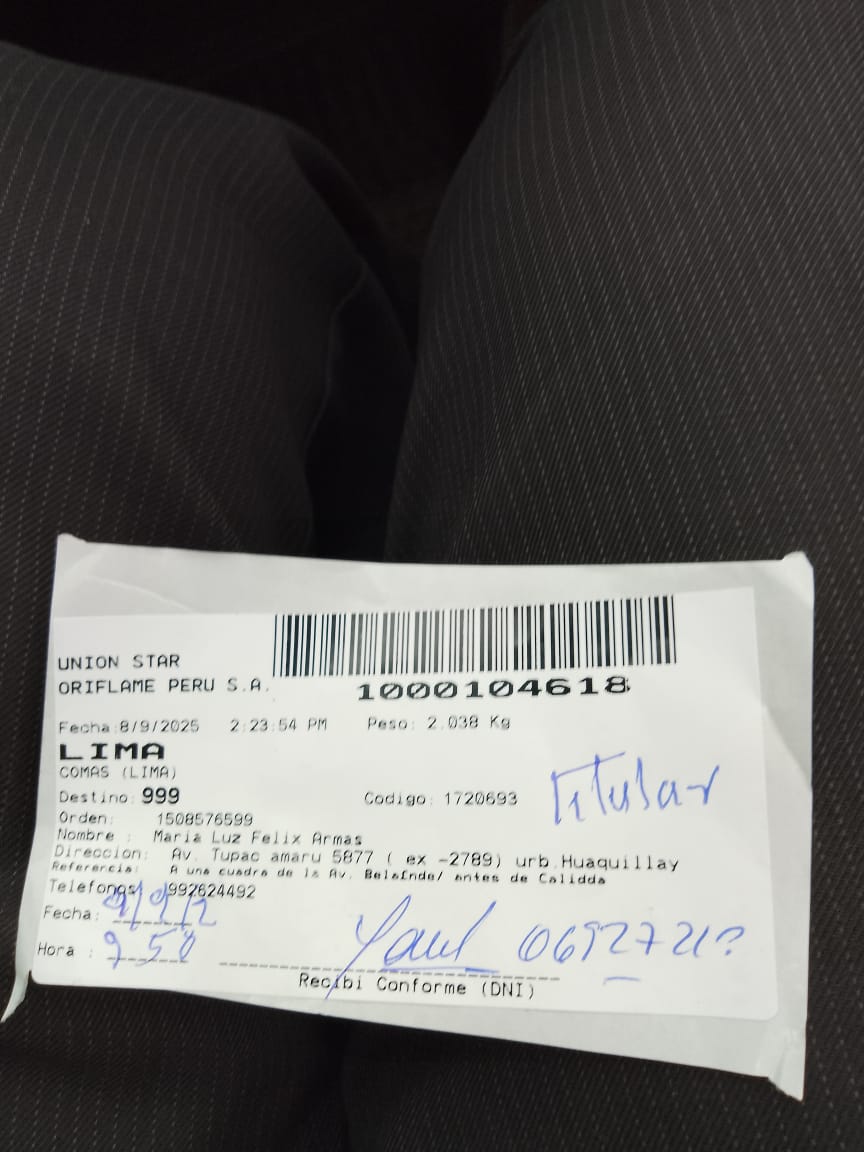 UNION STAR
ORIFLAME PERU S.A.
1000104618
Fecha:8/9/2025 2:23:54 PM Peso: 2.038 Kg
LIMA
COMAS (LIMA)
Destino: 999 Codigo: 1720693
Titular
Orden: 1508576599
Nombre : Maria Luz Felix Armas
Direccion: Av. Tupac amaru 5877 ( ex -2789) urb.Huaquillay
Referencia: A una cuadra de la Av. Belaúnde/ antes de Calidda
Telefonos: 992624492
Fecha:
Hora : 9 50
Recibi Conforme (DNI)